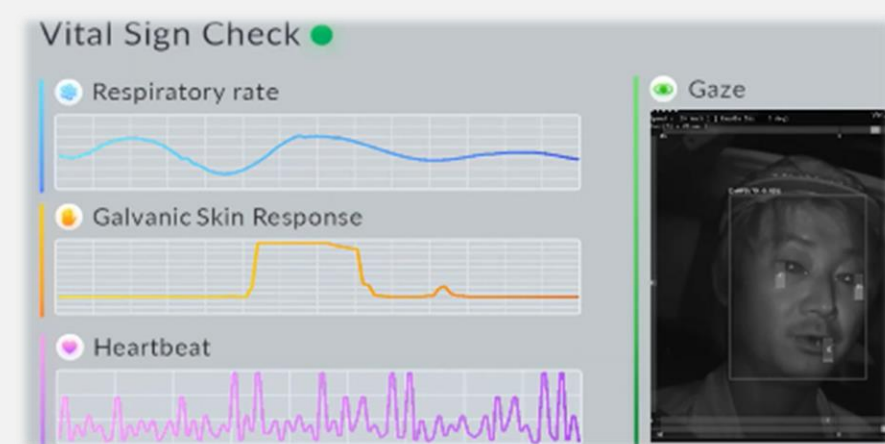 Vital Sign Check
Respiratory rate
Gaze
Galvanic Skin Response
Heartbeat